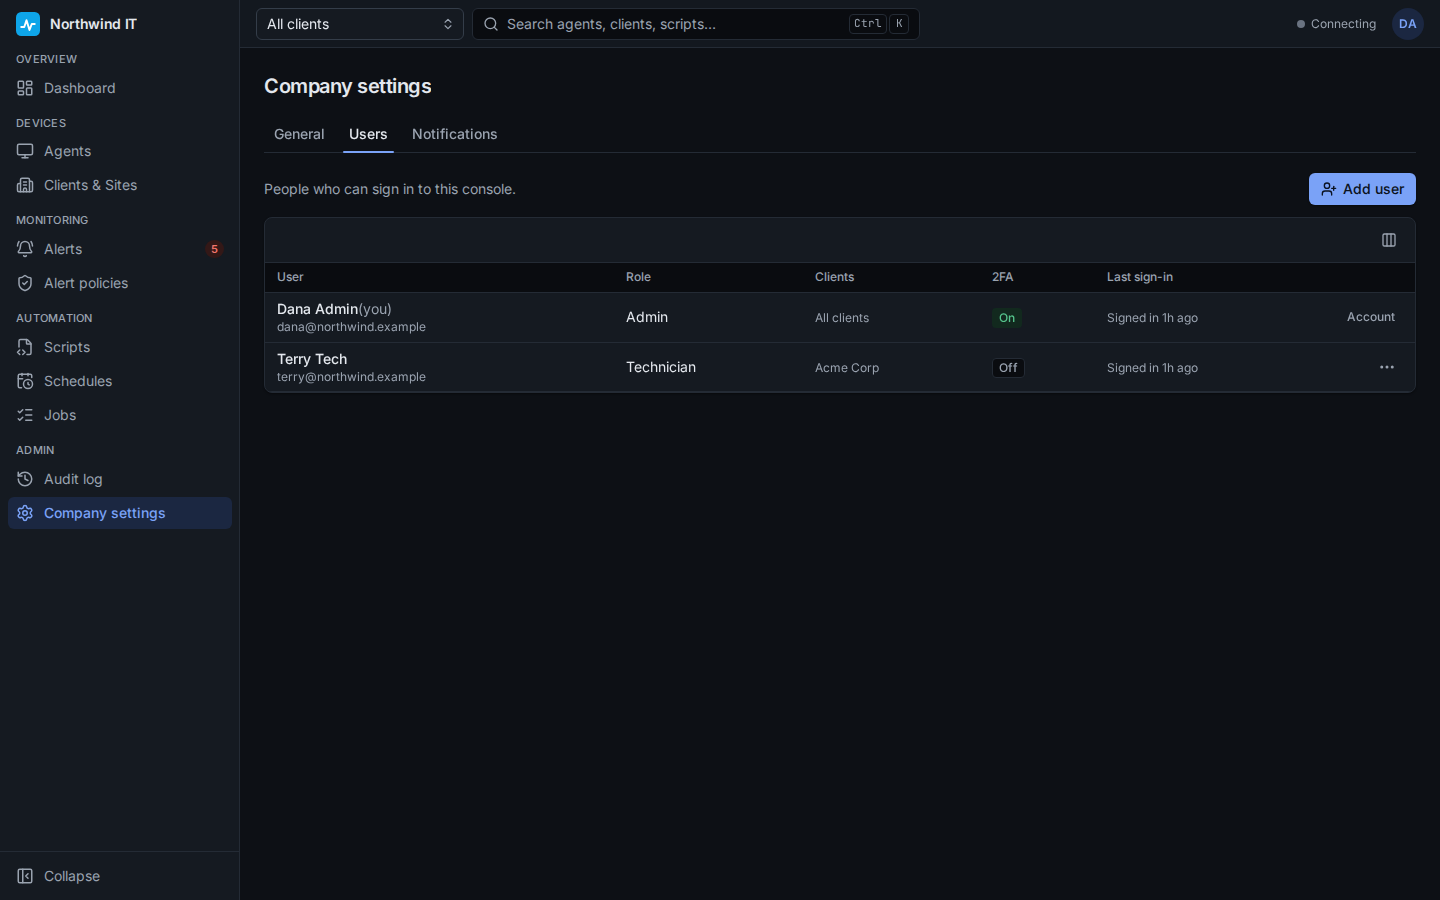 Northwind IT
OVERVIEW
Dashboard
DEVICES
Agents
Clients & Sites
MONITORING
Alerts 5
Alert policies
AUTOMATION
Scripts
Schedules
Jobs
ADMIN
Audit log
Company settings
Collapse
All clients
Search agents, clients, scripts... Ctrl K
Connecting DA
Company settings
General Users Notifications
People who can sign in to this console. Add user
User Role Clients 2FA Last sign-in
Dana Admin(you) Admin All clients On Signed in 1h ago Account
dana@northwind.example
Terry Tech Technician Acme Corp Off Signed in 1h ago
terry@northwind.example